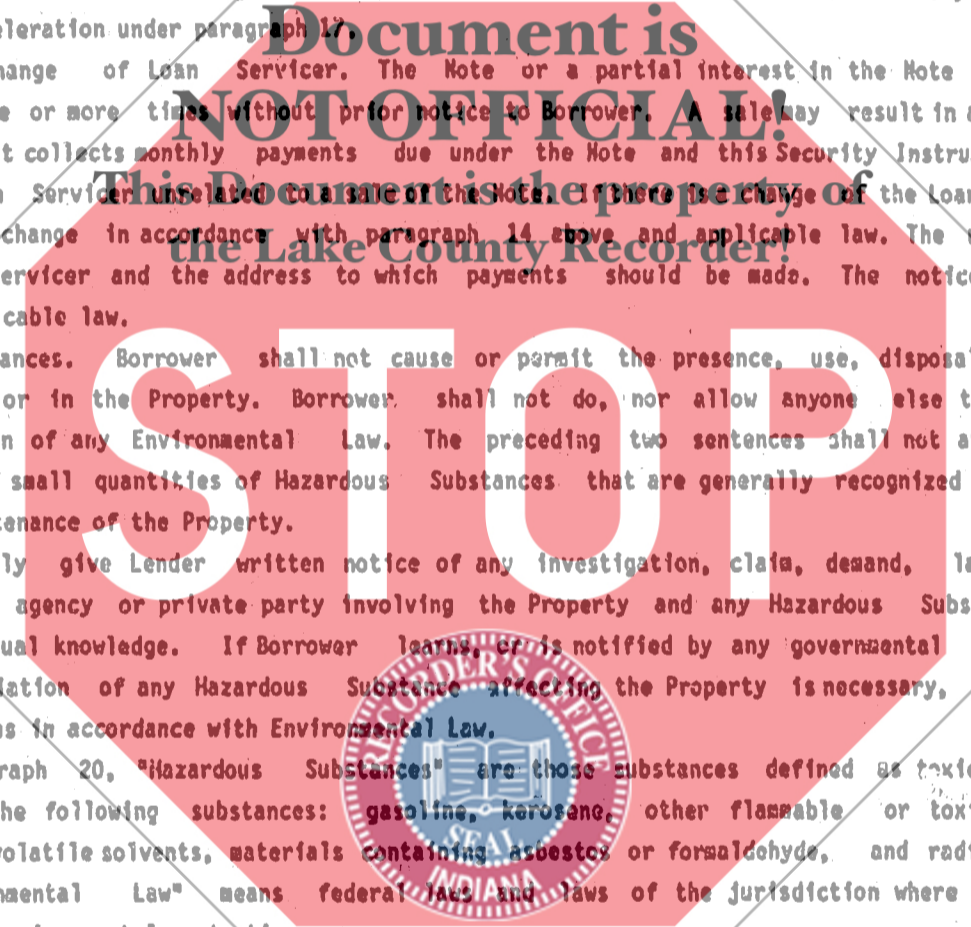 eleration under paragraph 17.
Document is
hange of Loan Servicer. The Note or a partial interest in the Note
NOT OFFICIAL!
e or more times without prior notice to Borrower. A sale may result in a
t collects monthly payments due under the Note and this Security Instru
This Document is the property of
Servicer unrelated to a sale of the Note. If there is a change of the Loan
change in accordance with paragraph 14 above and applicable law. The
the Lake County Recorder!
ervicer and the address to which payments should be made. The notice
cable law.
STOP
ances. Borrower shall not cause or permit the presence, use, disposa
or in the Property. Borrower shall not do, nor allow anyone else t
n of any Environmental Law. The preceding two sentences shall not a
small quantities of Hazardous Substances that are generally recognized
enance of the Property.
ly give Lender written notice of any investigation, claim, demand, la
agency or private party involving the Property and any Hazardous Subs
ual knowledge. If Borrower learns, or is notified by any governmental
iation of any Hazardous Substance affecting the Property is necessary,
ns in accordance with Environmental Law.
RECORDER'S OFFICE
raph 20, "Hazardous Substances" are those substances defined as toxic
he following substances: gasoline, kerosene, other flammable or tox
SEAL
volatile solvents, materials containing asbestos or formaldehyde, and radi
INDIANA
nmental Law" means federal laws and laws of the jurisdiction where